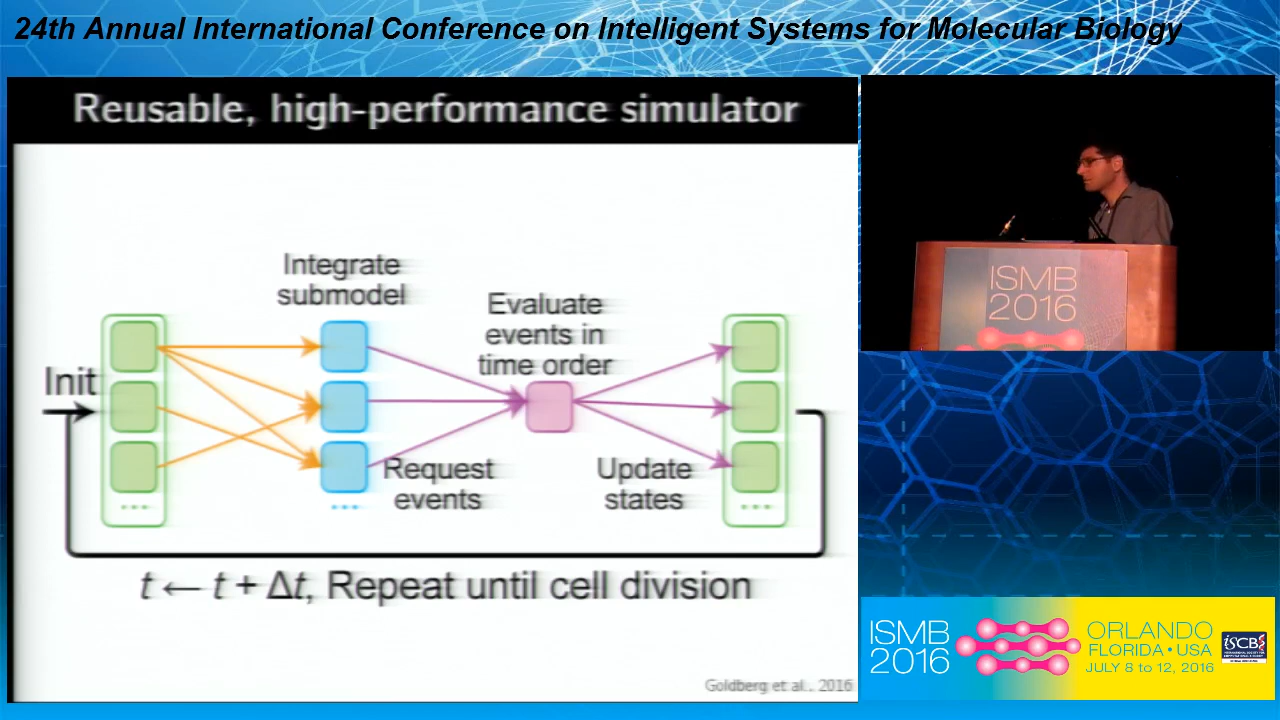 24th Annual International Conference on Intelligent Systems for Molecular Biology
Reusable, high-performance simulator
Integrate
submodel
Evaluate
events in
time order
Init
Request
events
Update
states
...
...
...
t ← t + Δt, Repeat until cell division
Goldberg et al., 2016
ISMB
2016
ISMB
2016
ORLANDO
FLORIDA • USA
JULY 8 to 12, 2016
ISCB